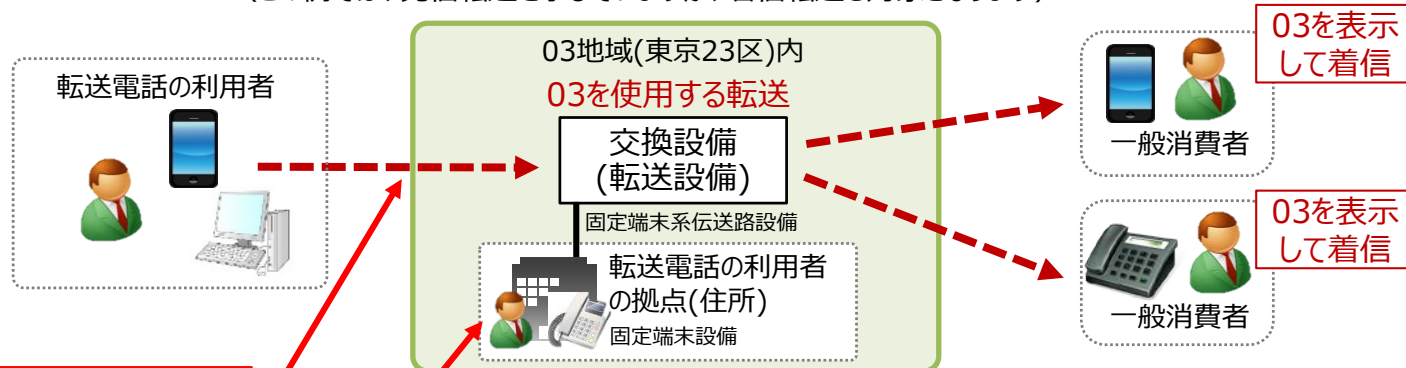 03地域(東京23区)内
03を使用する転送
転送電話の利用者
交換設備
(転送設備)
固定端末系伝送路設備
転送電話の利用者
の拠点(住所)
固定端末設備
03を表示
して着信
一般消費者
03を表示
して着信
一般消費者